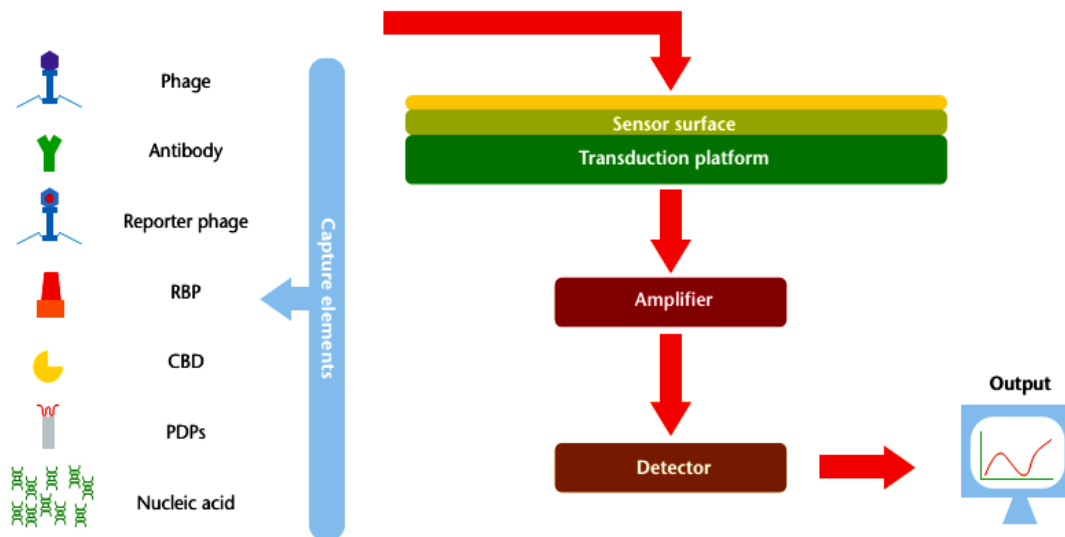 Phage
Antibody
Reporter phage
RBP
CBD
PDPs
Nucleic acid
Capture elements
Sensor surface
Transduction platform
Amplifier
Detector
Output